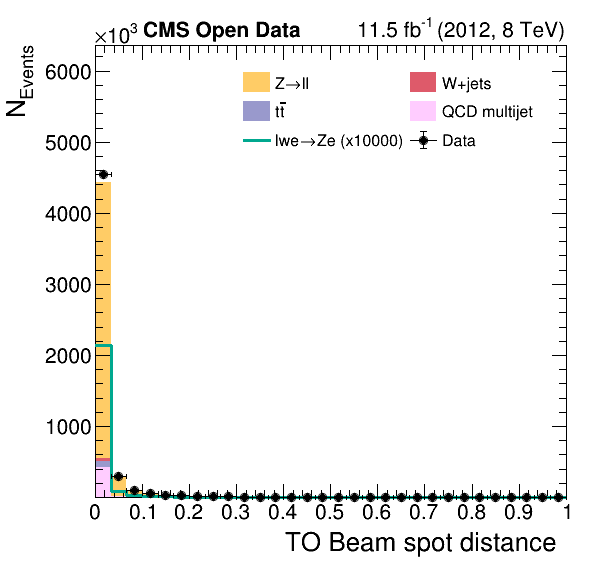 ×10³ CMS Open Data 11.5 fb⁻¹ (2012, 8 TeV)
N_Events
6000
5000
4000
3000
2000
1000
Z→ll W+jets
tt̄ QCD multijet
lwe→Ze (x10000) Data
0 0.1 0.2 0.3 0.4 0.5 0.6 0.7 0.8 0.9 1
TO Beam spot distance